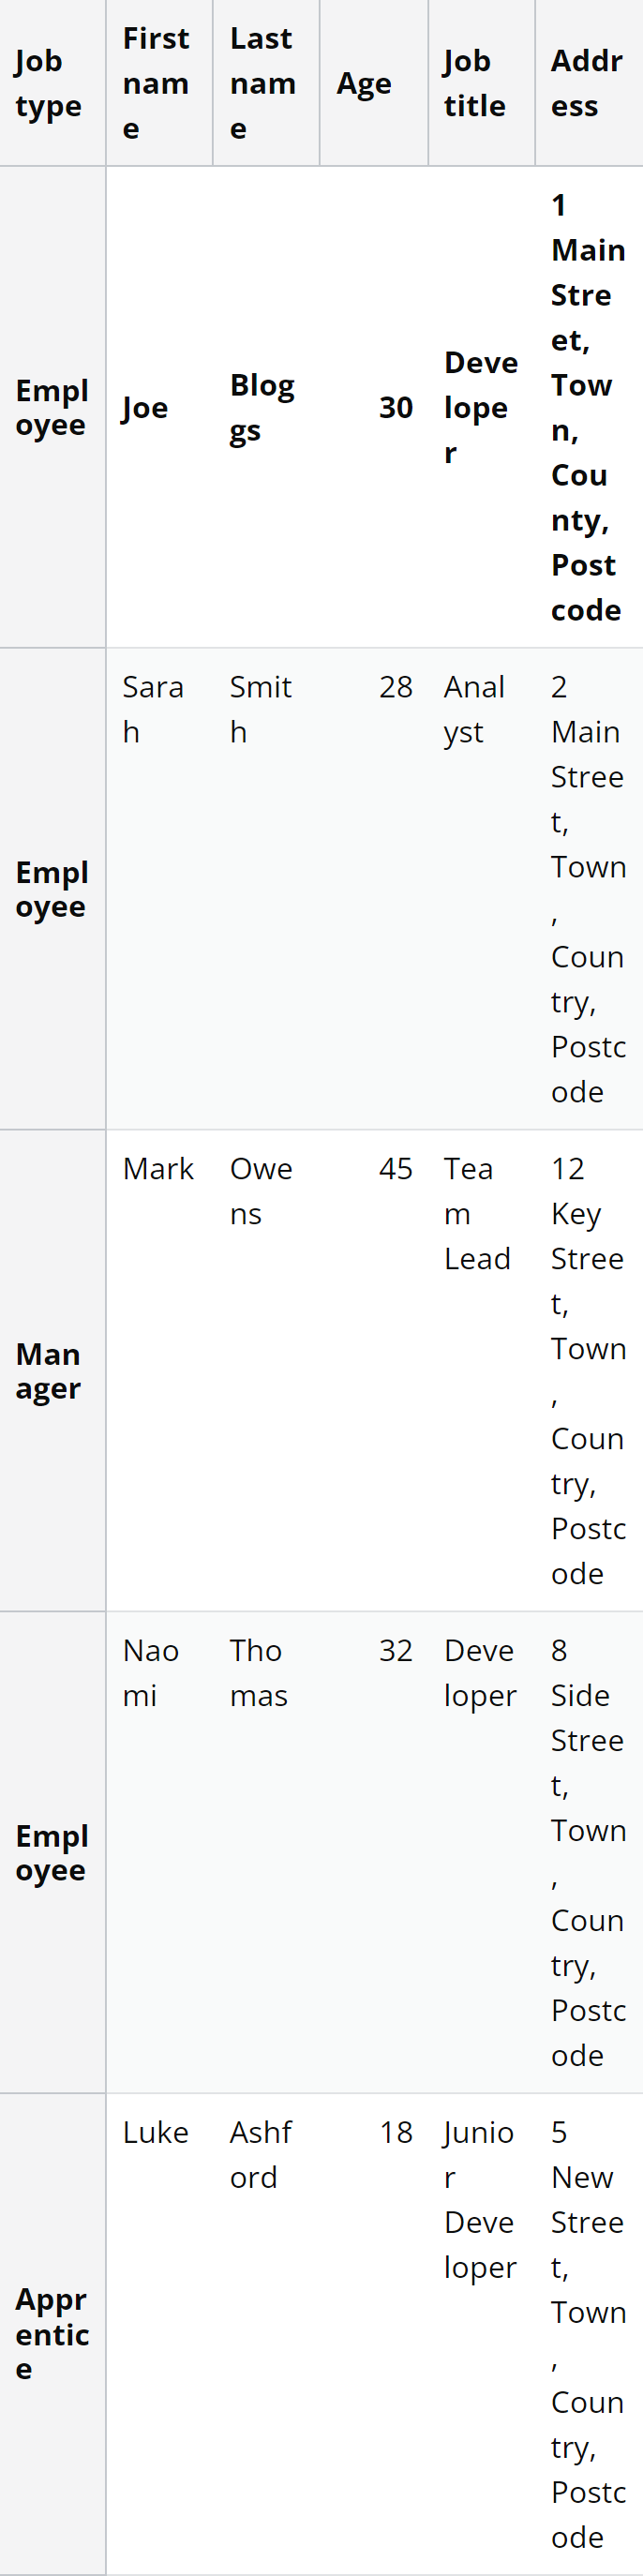 Job type | First name | Last name | Age | Job title | Address
Employee | Joe | Bloggs | 30 | Developer | 1 Main Street, Town, County, Postcode
Employee | Sarah | Smith | 28 | Analyst | 2 Main Street, Town, Country, Postcode
Manager | Mark | Owens | 45 | Team Lead | 12 Key Street, Town, Country, Postcode
Employee | Naomi | Thomas | 32 | Developer | 8 Side Street, Town, Country, Postcode
Apprentice | Luke | Ashford | 18 | Junior Developer | 5 New Street, Town, Country, Postcode